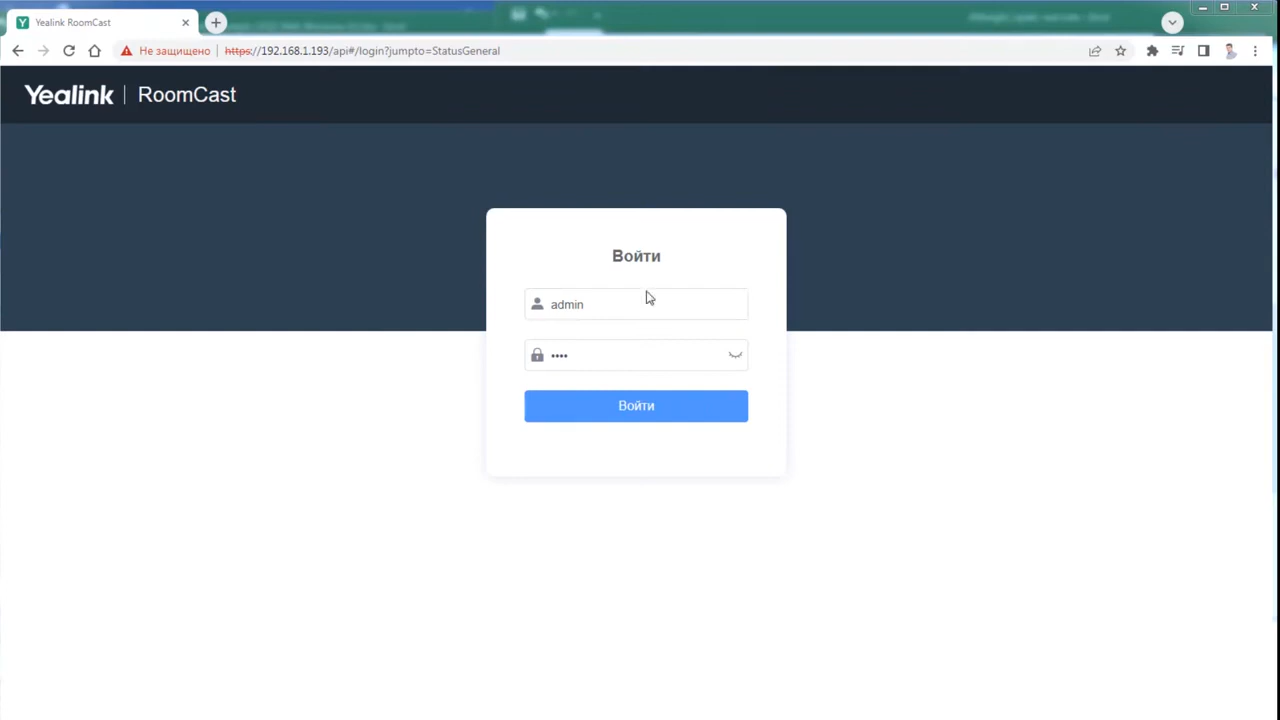 Yealink RoomCast
Не защищено https://192.168.1.193/api#/login?jumpto=StatusGeneral
Yealink | RoomCast
Войти
admin
••••
Войти